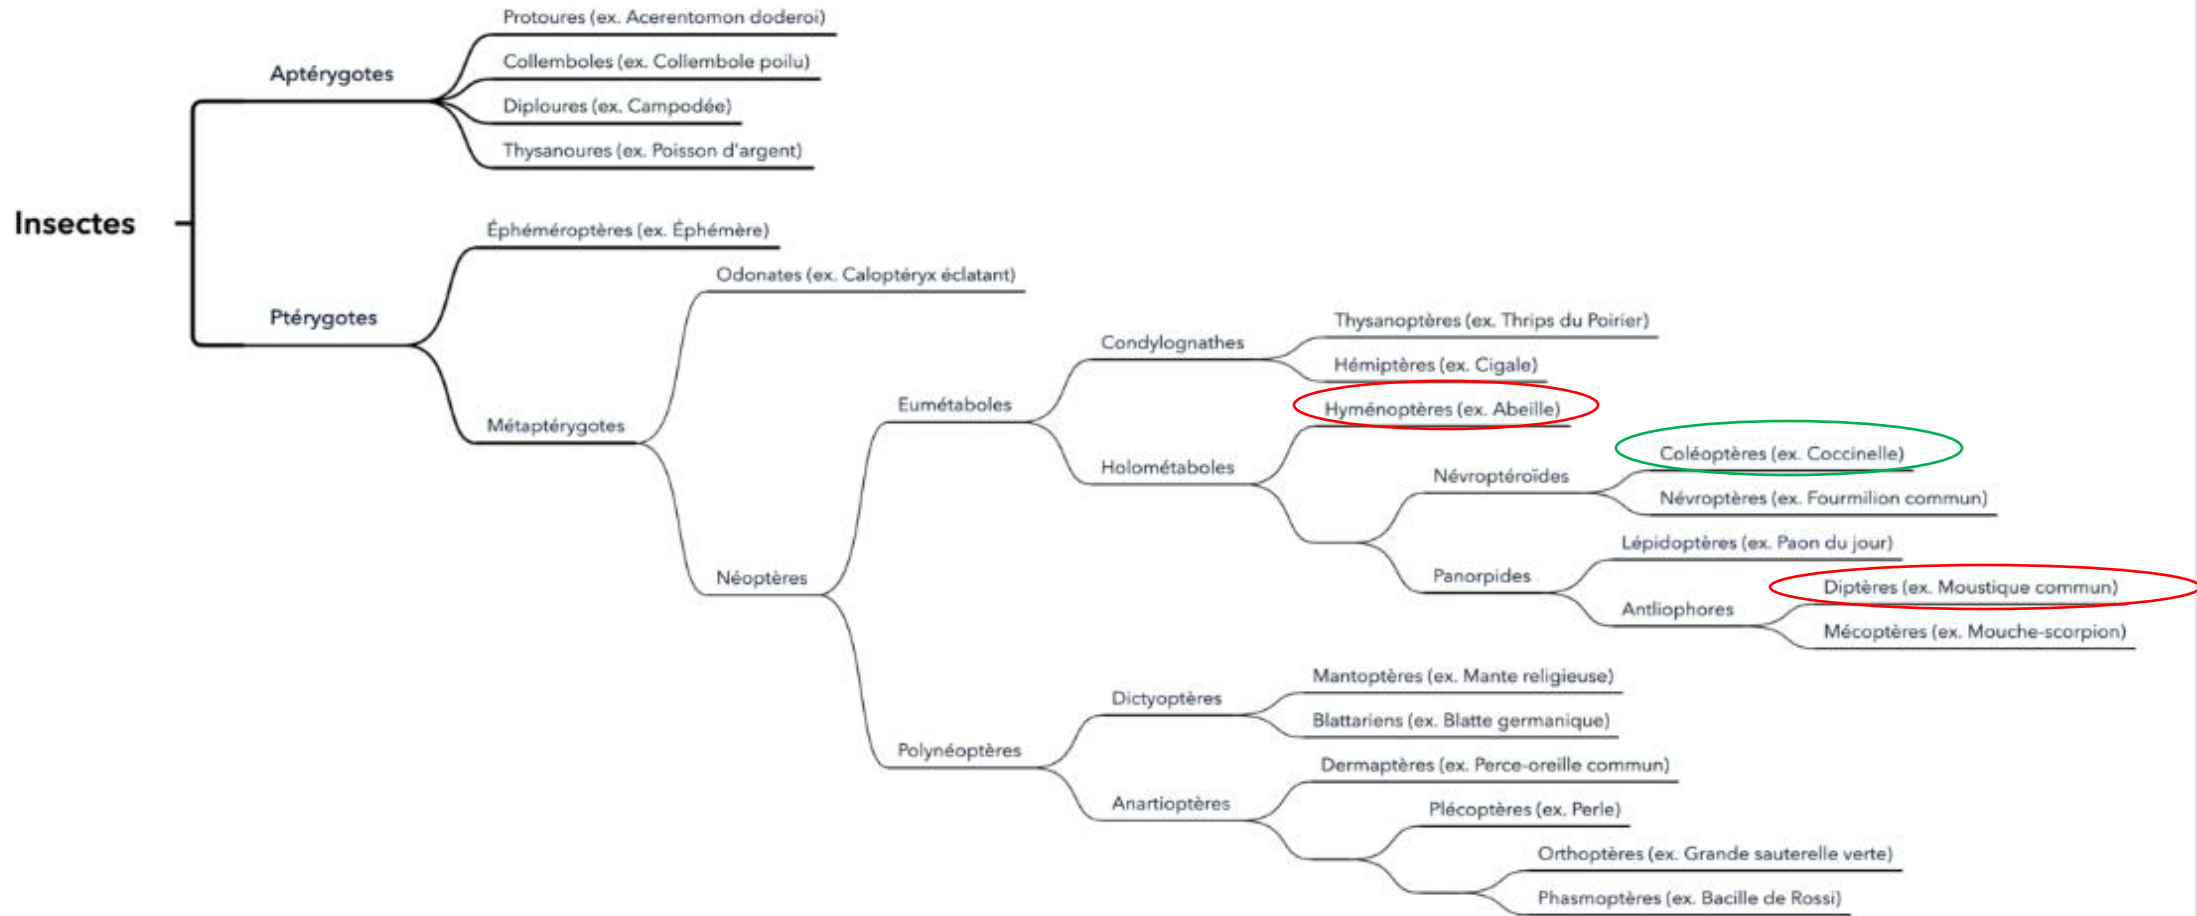 Protoures (ex. Acerentomon doderoi)
Collemboles (ex. Collembole poilu)
Aptérygotes
Diploures (ex. Campodée)
Thysanoures (ex. Poisson d'argent)
Insectes
Éphéméroptères (ex. Éphémère)
Odonates (ex. Caloptéryx éclatant)
Ptérygotes
Thysanoptères (ex. Thrips du Poirier)
Condylognathes
Hémiptères (ex. Cigale)
Eumétaboles
Hyménoptères (ex. Abeille)
Métaptérygotes
Coléoptères (ex. Coccinelle)
Holométaboles
Névroptéroïdes
Névroptères (ex. Fourmilion commun)
Lépidoptères (ex. Paon du jour)
Néoptères
Panorpides
Diptères (ex. Moustique commun)
Antliophores
Mécoptères (ex. Mouche-scorpion)
Mantoptères (ex. Mante religieuse)
Dictyoptères
Blattariens (ex. Blatte germanique)
Polynéoptères
Dermaptères (ex. Perce-oreille commun)
Anartioptères
Plécoptères (ex. Perle)
Orthoptères (ex. Grande sauterelle verte)
Phasmoptères (ex. Bacille de Rossi)